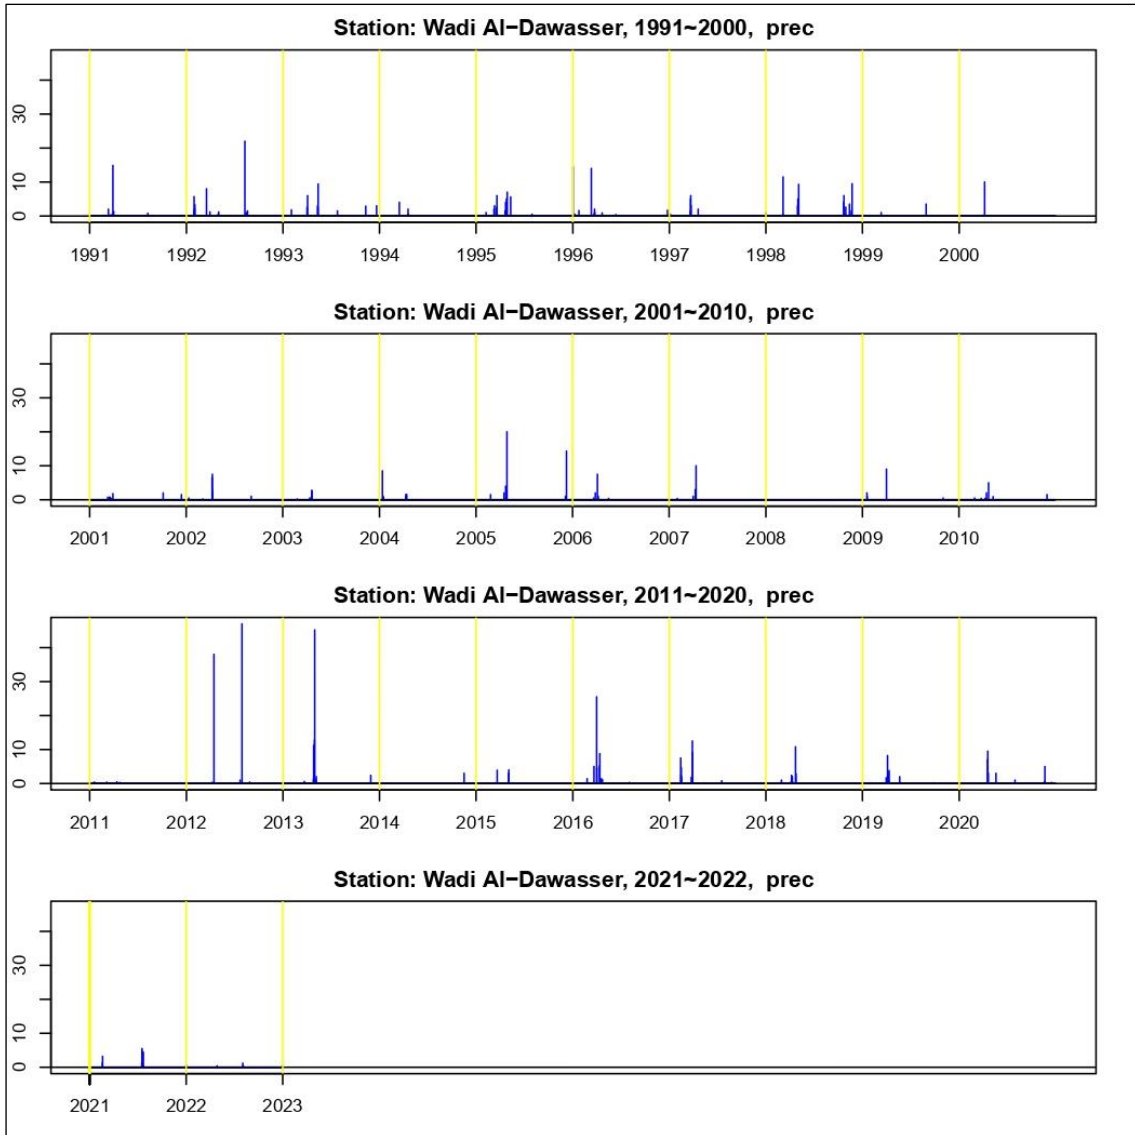 Station: Wadi Al−Dawasser, 1991~2000, prec
30
10
0
1991 1992 1993 1994 1995 1996 1997 1998 1999 2000
Station: Wadi Al−Dawasser, 2001~2010, prec
30
10
0
2001 2002 2003 2004 2005 2006 2007 2008 2009 2010
Station: Wadi Al−Dawasser, 2011~2020, prec
30
10
0
2011 2012 2013 2014 2015 2016 2017 2018 2019 2020
Station: Wadi Al−Dawasser, 2021~2022, prec
30
10
0
2021 2022 2023